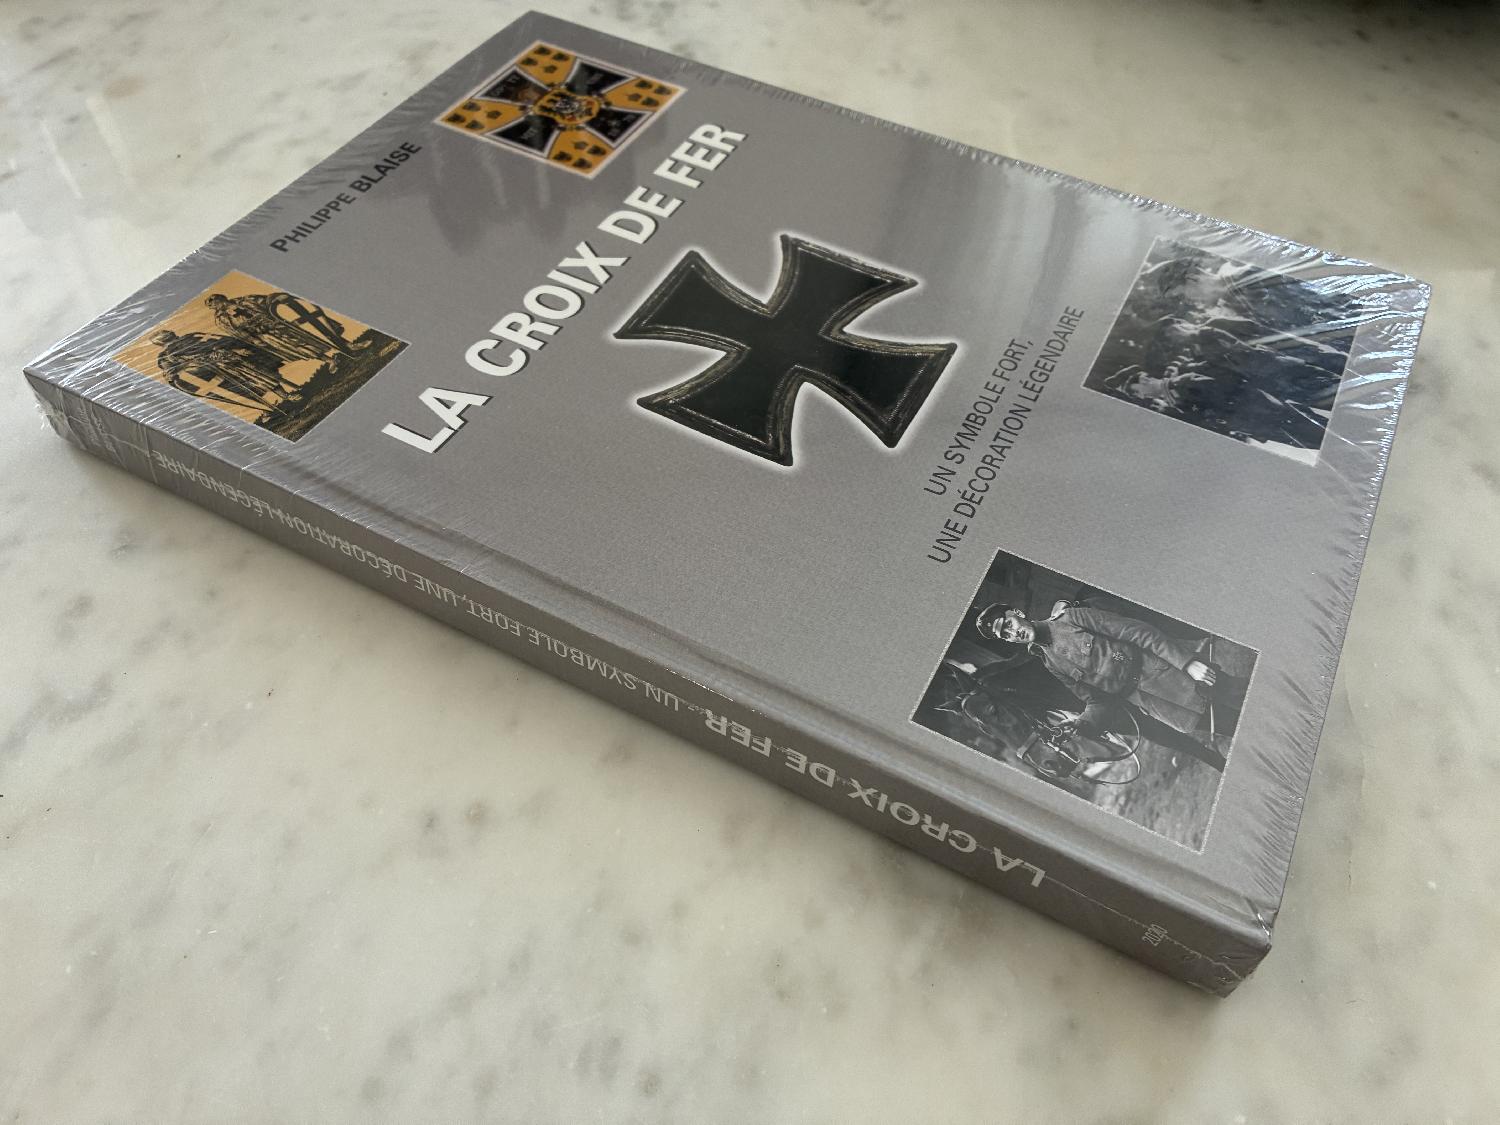 PHILIPPE BLAISE
LA CROIX DE FER
UN SYMBOLE FORT,
UNE DÉCORATION LÉGENDAIRE
2020 LA CROIX DE FER - UN SYMBOLE FORT, UNE DÉCORATION LÉGENDAIRE